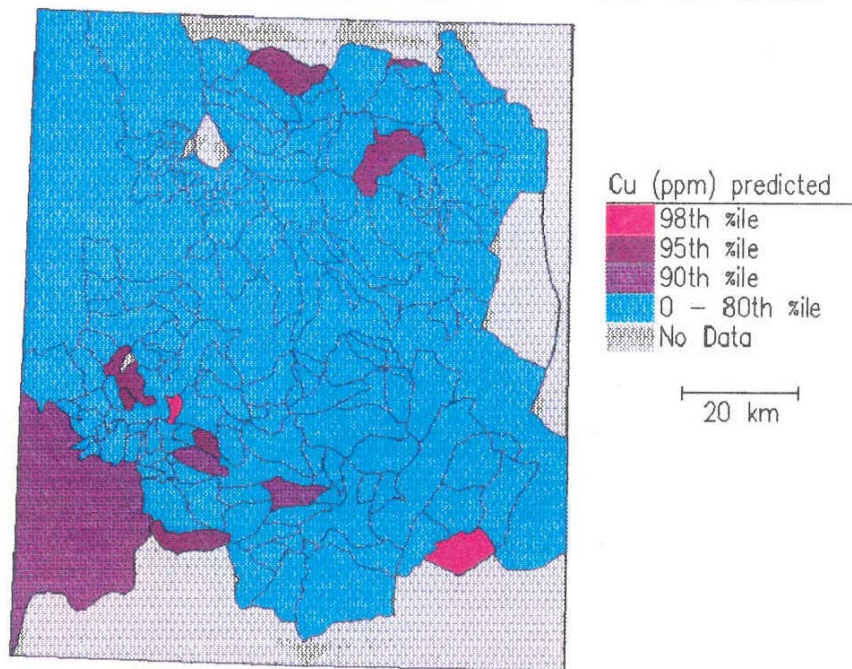 Cu (ppm) predicted
98th %ile
95th %ile
90th %ile
0 – 80th %ile
No Data
20 km